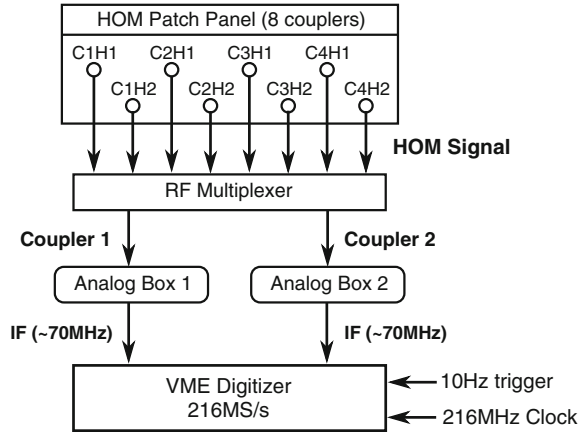 HOM Patch Panel (8 couplers)
C1H1 C2H1 C3H1 C4H1
C1H2 C2H2 C3H2 C4H2
HOM Signal
RF Multiplexer
Coupler 1
Coupler 2
Analog Box 1
Analog Box 2
IF (~70MHz)
IF (~70MHz)
VME Digitizer
216MS/s
10Hz trigger
216MHz Clock